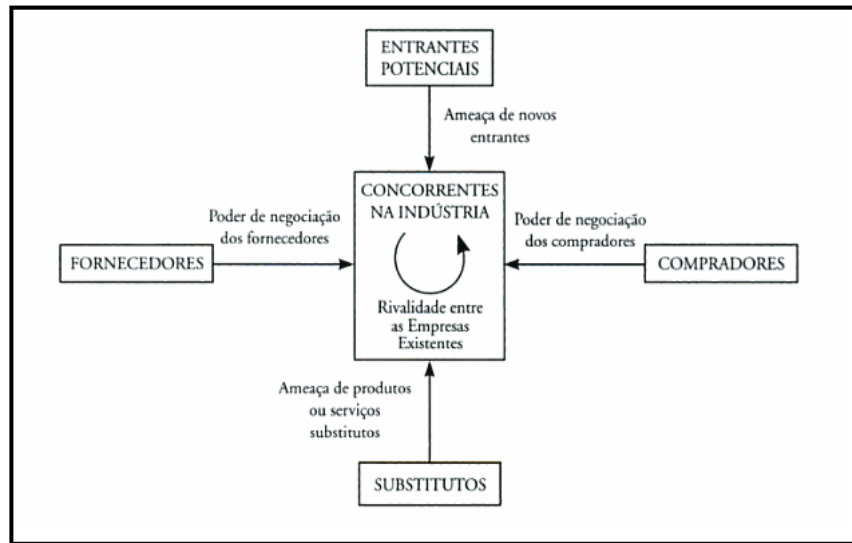 ENTRANTES
POTENCIAIS
Ameaça de novos
entrantes
CONCORRENTES
NA INDÚSTRIA
Poder de negociação
dos fornecedores
Poder de negociação
dos compradores
FORNECEDORES
COMPRADORES
Rivalidade entre
as Empresas
Existentes
Ameaça de produtos
ou serviços
substitutos
SUBSTITUTOS